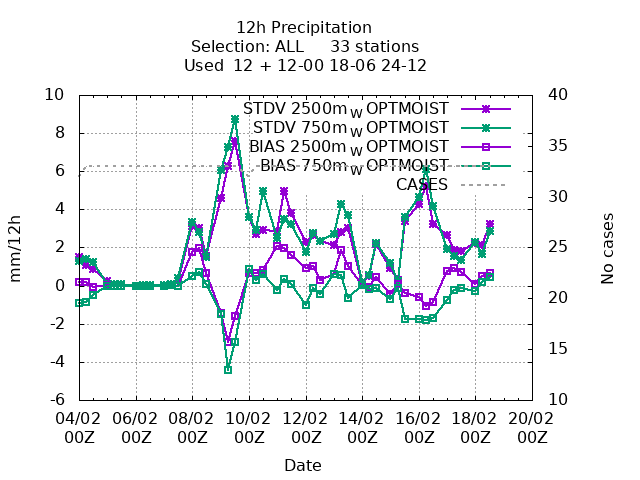 12h Precipitation
Selection: ALL     33 stations
Used  12 + 12-00 18-06 24-12
STDV 2500m w OPTMOIST
STDV 750m w OPTMOIST
BIAS 2500m w OPTMOIST
BIAS 750m w OPTMOIST
CASES
mm/12h
10
8
6
4
2
0
-2
-4
-6
No cases
40
35
30
25
20
15
10
04/02 06/02 08/02 10/02 12/02 14/02 16/02 18/02 20/02
00Z 00Z 00Z 00Z 00Z 00Z 00Z 00Z 00Z
Date